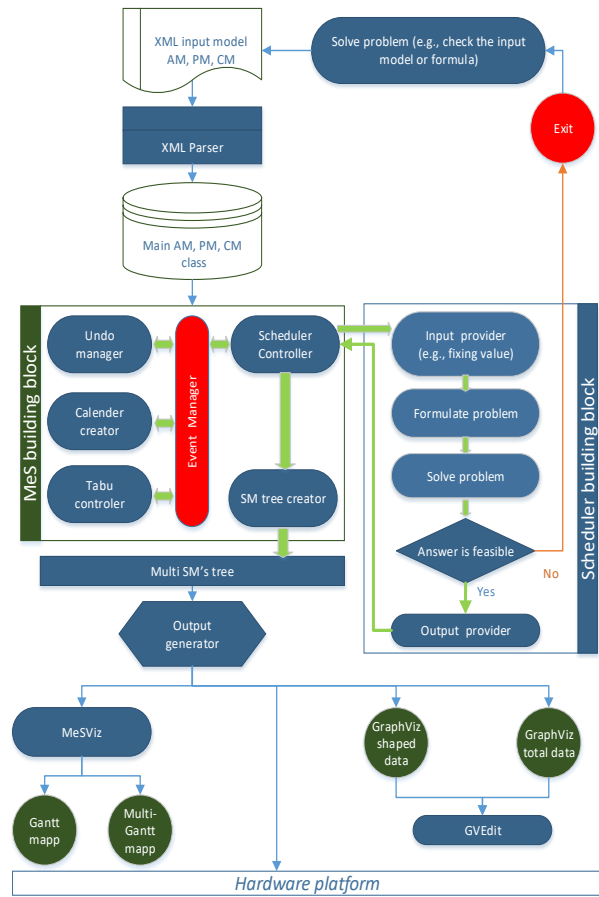 XML input model
AM, PM, CM
Solve problem (e.g., check the input
model or formula)
Exit
XML Parser
Main AM, PM, CM
class
MeS building block
Undo
manager
Calender
creator
Tabu
controler
Event Manager
Scheduler
Controller
SM tree creator
Input provider
(e.g., fixing value)
Formulate problem
Solve problem
Answer is feasible
No
Yes
Output provider
Scheduler building block
Multi SM's tree
Output
generator
MeSViz
GraphViz
shaped
data
GraphViz
total data
Gantt
mapp
Multi-
Gantt
mapp
GVEdit
Hardware platform